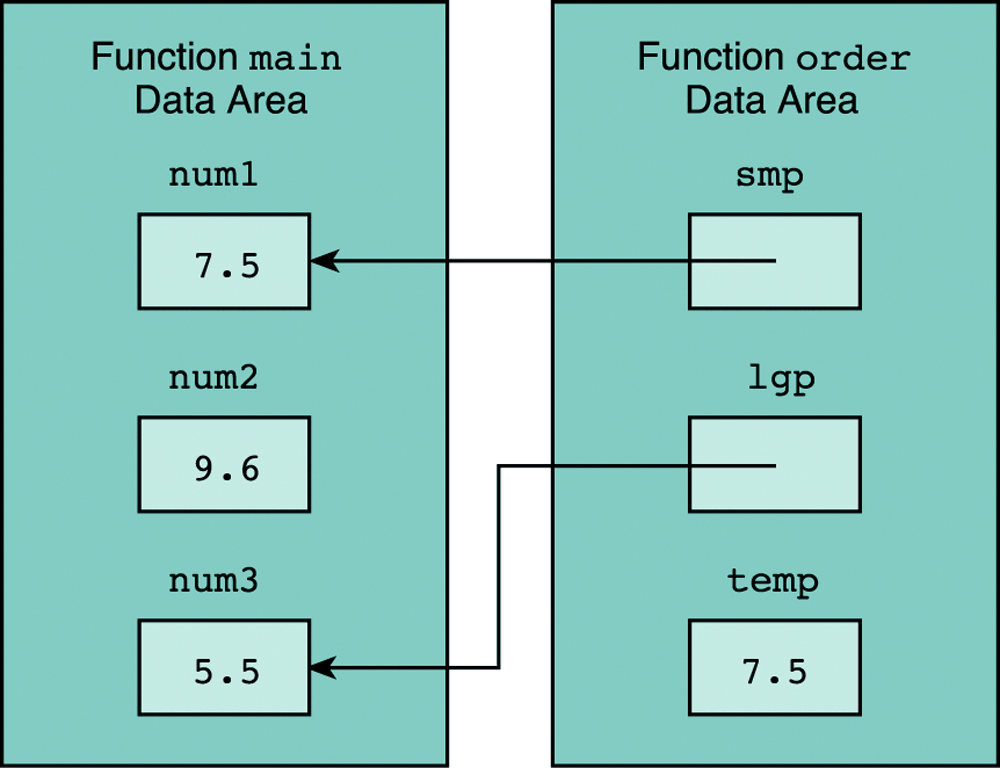 Function main
Data Area
num1
7.5
num2
9.6
num3
5.5
Function order
Data Area
smp
lgp
temp
7.5